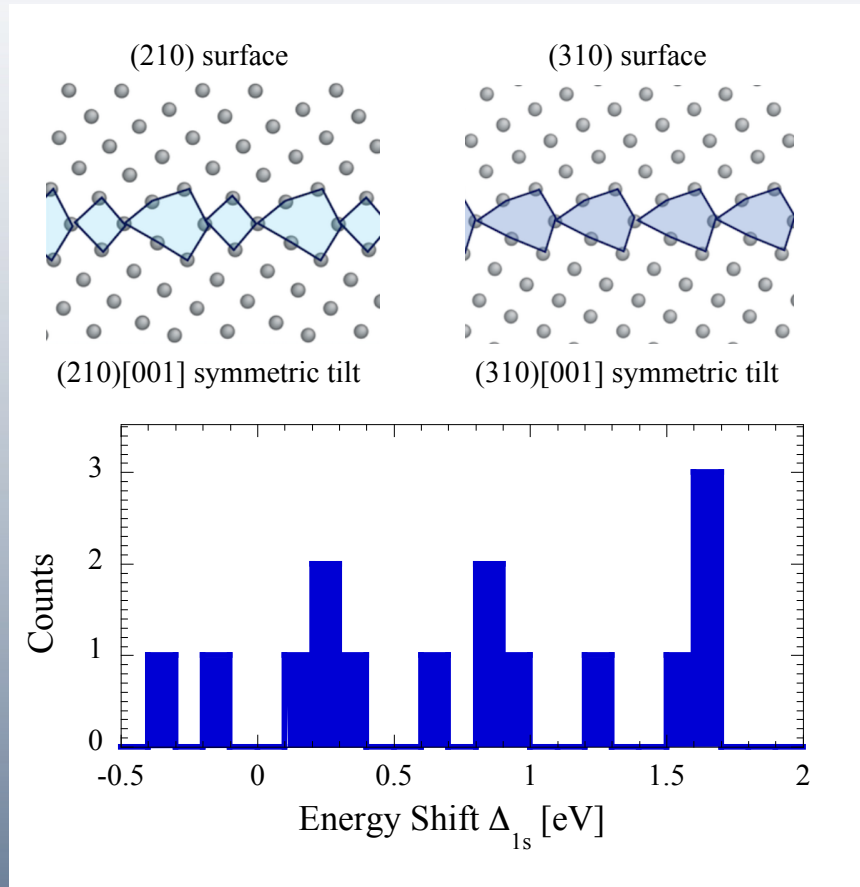 (210) surface
(310) surface
(210)[001] symmetric tilt
(310)[001] symmetric tilt
3
2
1
0
Counts
-0.5 0 0.5 1 1.5 2
Energy Shift Δ1s [eV]